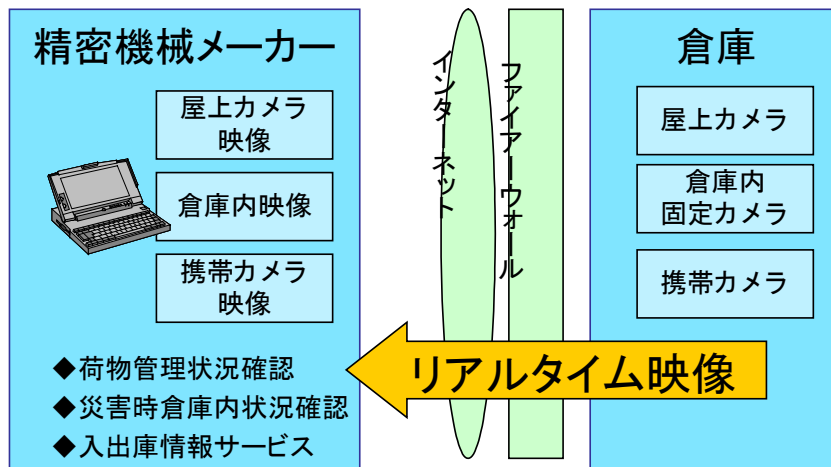 精密機械メーカー
屋上カメラ
映像
倉庫内映像
携帯カメラ
映像
◆荷物管理状況確認
◆災害時倉庫内状況確認
◆入出庫情報サービス
インターネット
ファイアーウォール
倉庫
屋上カメラ
倉庫内
固定カメラ
携帯カメラ
リアルタイム映像